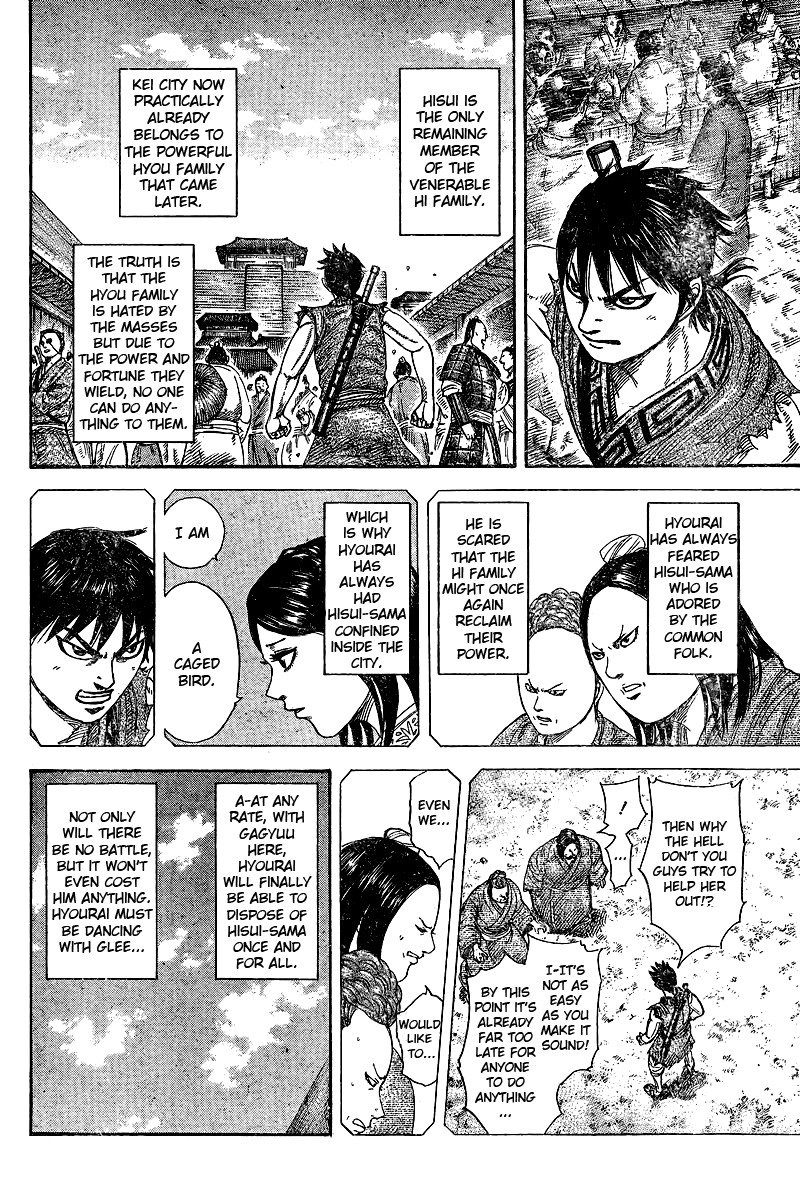 HISUI IS
THE ONLY
REMAINING
MEMBER
OF THE
VENERABLE
HI FAMILY.
KEI CITY NOW
PRACTICALLY
ALREADY
BELONGS TO
THE POWERFUL
HYOU FAMILY
THAT CAME
LATER.
THE TRUTH IS
THAT THE
HYOU FAMILY
IS HATED BY
THE MASSES
BUT DUE TO
THE POWER AND
FORTUNE THEY
WIELD, NO ONE
CAN DO ANY-
THING TO THEM.
HYOURAI
HAS ALWAYS
FEARED
HISUI-SAMA
WHO IS
ADORED
BY THE
COMMON
FOLK.
HE IS
SCARED
THAT THE
HI FAMILY
MIGHT ONCE
AGAIN
RECLAIM
THEIR
POWER.
WHICH
IS WHY
HYOURAI
HAS
ALWAYS
HAD
HISUI-SAMA
CONFINED
INSIDE THE
CITY.
I AM
A
CAGED
BIRD.
THEN WHY
THE HELL
DON'T YOU
GUYS TRY TO
HELP HER
OUT!?
!
...
I-IT'S
NOT AS
EASY
AS YOU
MAKE IT
SOUND!
BY THIS
POINT IT'S
ALREADY
FAR TOO
LATE FOR
ANYONE
TO DO
ANYTHING
...
EVEN
WE...
WOULD
LIKE
TO...
A-AT ANY
RATE, WITH
GAGYUU
HERE,
HYOURAI
WILL FINALLY
BE ABLE TO
DISPOSE OF
HISUI-SAMA
ONCE AND
FOR ALL.
NOT ONLY
WILL THERE
BE NO BATTLE,
BUT IT WON'T
EVEN COST
HIM ANYTHING.
HYOURAI MUST
BE DANCING
WITH GLEE...